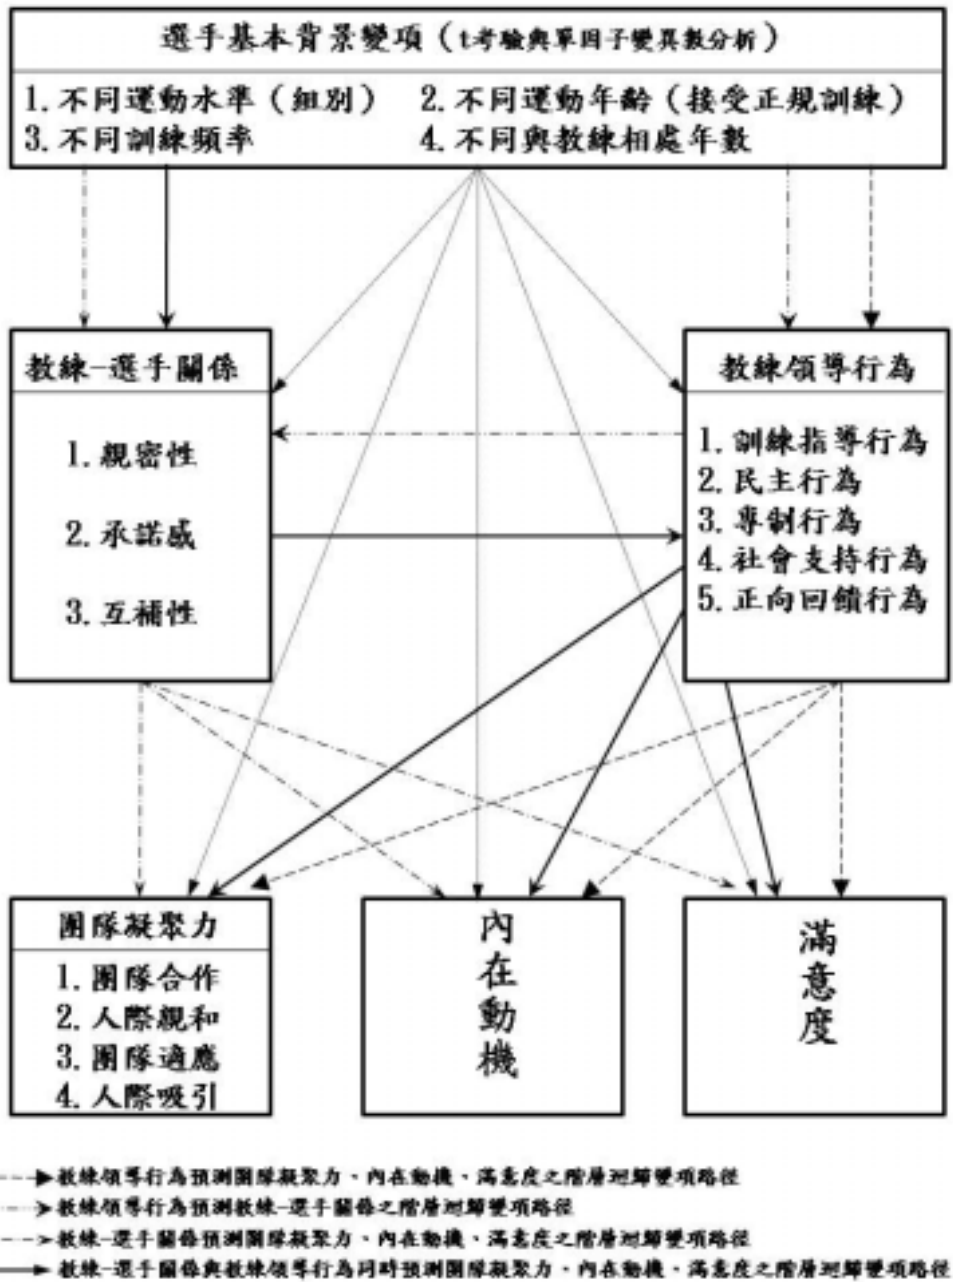 選手基本背景變項（t考驗與單因子變異數分析）
1. 不同運動水準（組別） 2. 不同運動年齡（接受正規訓練）
3. 不同訓練頻率 4. 不同與教練相處年數
教練-選手關係
1. 親密性
2. 承諾感
3. 互補性
教練領導行為
1. 訓練指導行為
2. 民主行為
3. 專制行為
4. 社會支持行為
5. 正向回饋行為
團隊凝聚力
1. 團隊合作
2. 人際親和
3. 團隊適應
4. 人際吸引
內在動機
滿意度
教練領導行為預測團隊凝聚力、內在動機、滿意度之階層迴歸變項路徑
教練領導行為預測教練-選手關係之階層迴歸變項路徑
教練-選手關係預測團隊凝聚力、內在動機、滿意度之階層迴歸變項路徑
教練-選手關係與教練領導行為同時預測團隊凝聚力、內在動機、滿意度之階層迴歸變項路徑